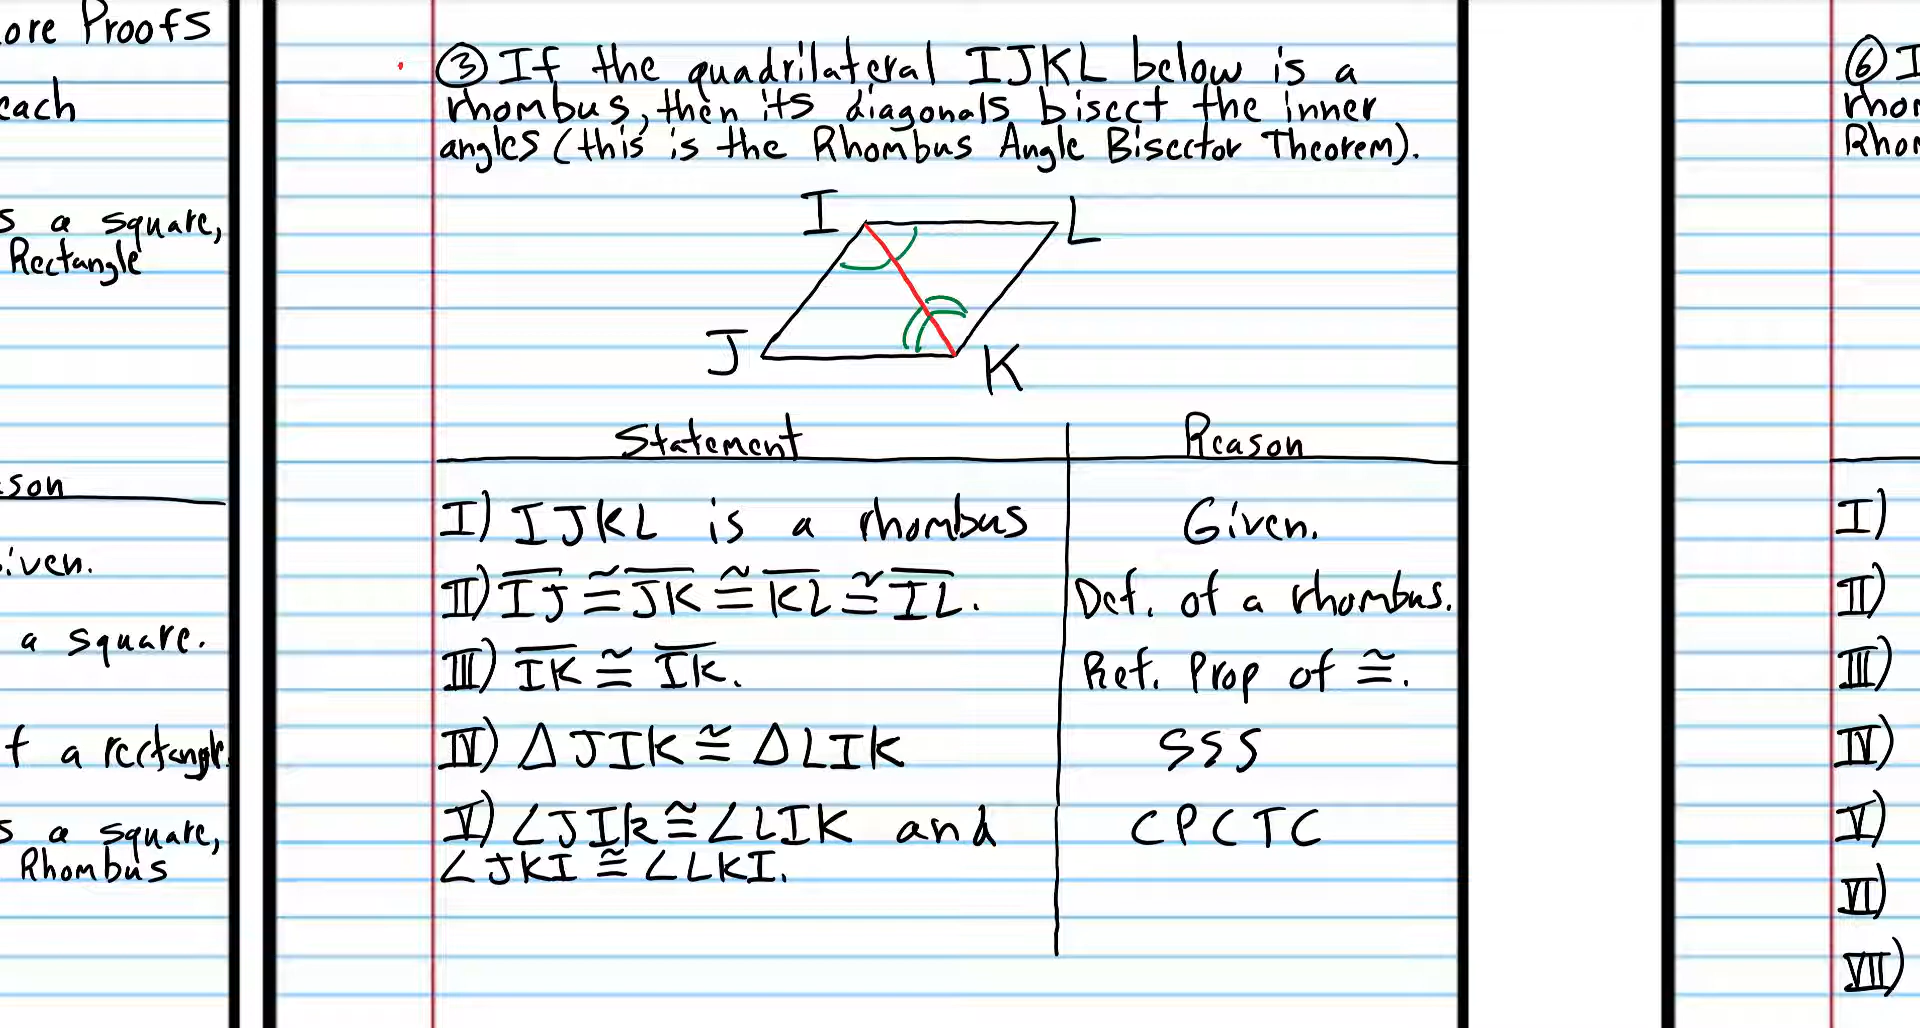 ore Proofs
each
s a square,
Rectangle
son
iven.
a square.
f a rectangle.
s a square,
Rhombus
③ If the quadrilateral IJKL below is a
rhombus, then its diagonals bisect the inner
angles (this is the Rhombus Angle Bisector Theorem).
I
L
J
K
Statement Reason
I) IJKL is a rhombus Given.
II) IJ ≅ JK ≅ KL ≅ IL. Def. of a rhombus.
III) IK ≅ IK. Ref. Prop of ≅.
IV) ΔJIK ≅ ΔLIK SSS
V) ∠JIK ≅ ∠LIK and CPCTC
∠JKI ≅ ∠LKI.
⑥ I
rhor
Rhor
I)
II)
III)
IV)
V)
VI)
VII)